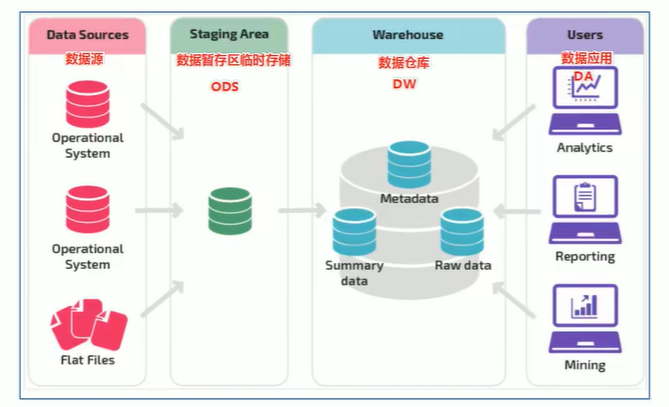 Data Sources
数据源
Operational
System
Operational
System
Flat Files
Staging Area
数据暂存区临时存储
ODS
Warehouse
数据仓库
DW
Metadata
Summary
data
Raw data
Users
数据应用
DA
Analytics
Reporting
Mining